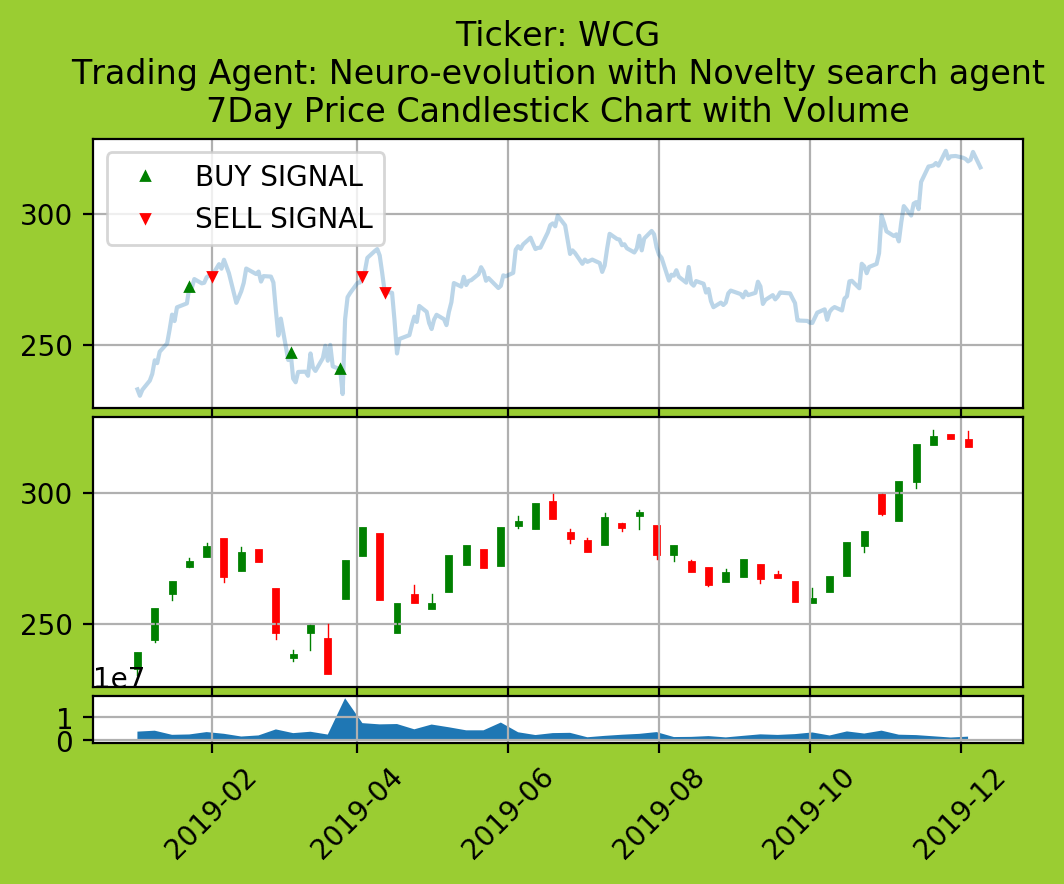 Ticker: WCG
Trading Agent: Neuro-evolution with Novelty search agent
7Day Price Candlestick Chart with Volume
BUY SIGNAL
SELL SIGNAL
300
250
300
250
1e7
1
0
2019-02
2019-04
2019-06
2019-08
2019-10
2019-12